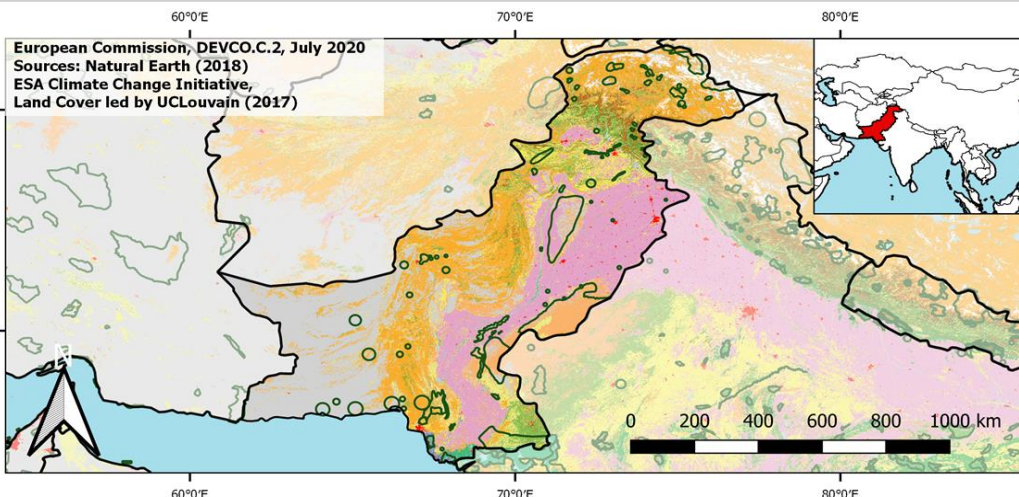 60°0'E 70°0'E 80°0'E
European Commission, DEVCO.C.2, July 2020
Sources: Natural Earth (2018)
ESA Climate Change Initiative,
Land Cover led by UCLouvain (2017)
N
0 200 400 600 800 1000 km
60°0'E 70°0'E 80°0'E